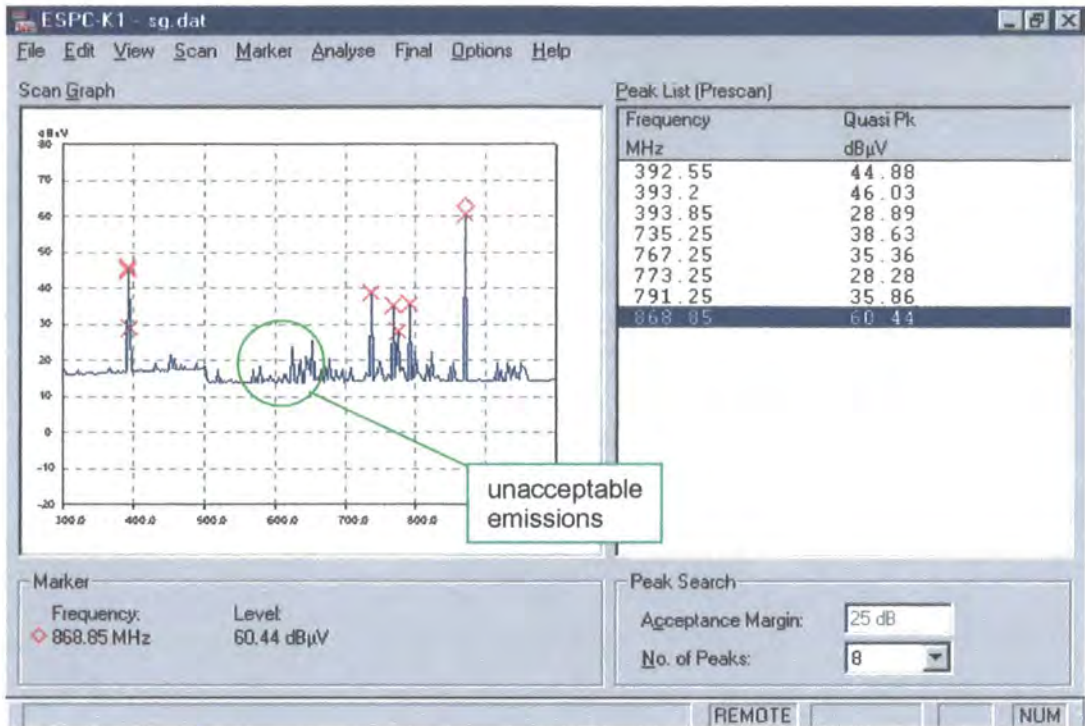 ESPC-K1 - sg.dat
File Edit View Scan Marker Analyse Final Options Help
Scan Graph
dBµV
80
70
60
50
40
30
20
10
0
-10
-20
300.0 400.0 500.0 600.0 700.0 800.0
unacceptable
emissions
Peak List (Prescan)
Frequency Quasi Pk
MHz dBµV
392.55 44.88
393.2 46.03
393.85 28.89
735.25 38.63
767.25 35.36
773.25 28.28
791.25 35.86
868.85 60.44
Marker
Frequency: Level:
868.85 MHz 60.44 dBµV
Peak Search
Acceptance Margin: 25 dB
No. of Peaks: 8
REMOTE NUM